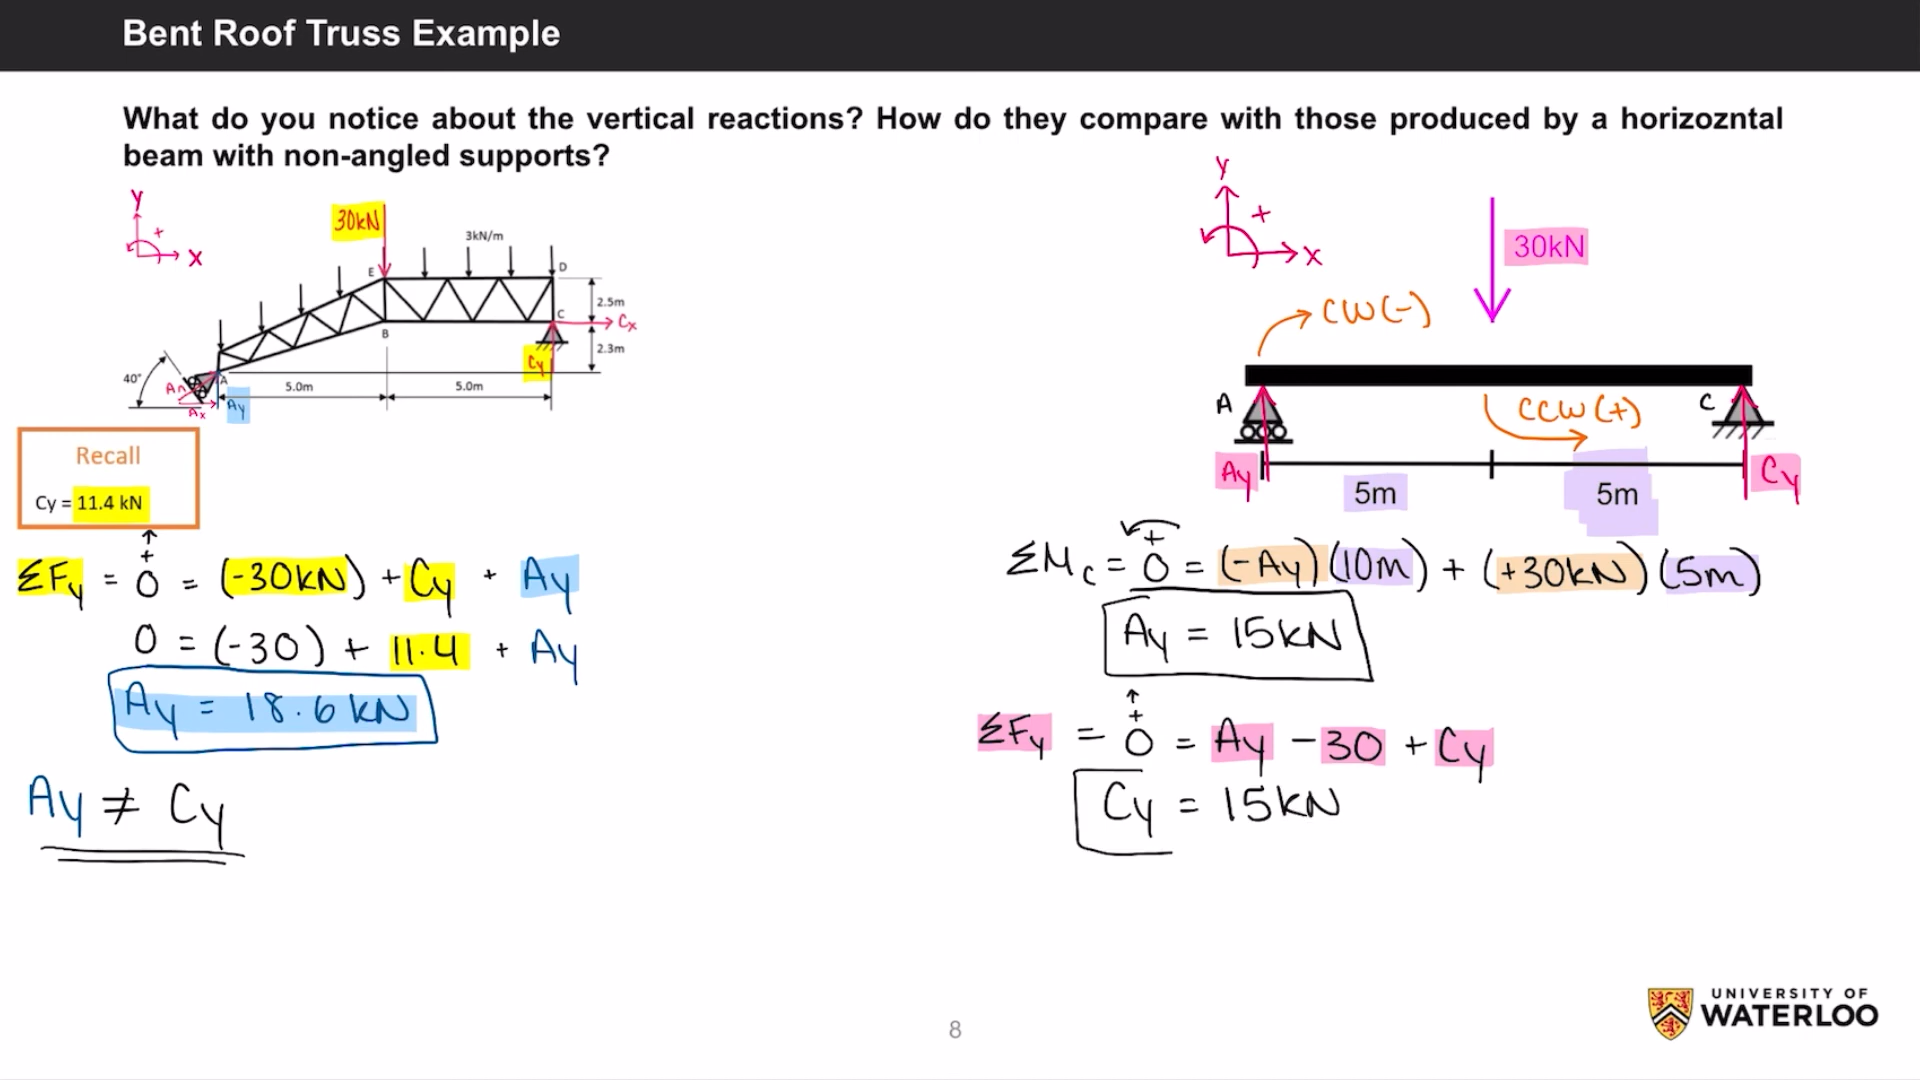 Bent Roof Truss Example
What do you notice about the vertical reactions? How do they compare with those produced by a horizozntal
beam with non-angled supports?
Y
+
X
30kN
3kN/m
E
D
2.5m
C
Cx
B
2.3m
Cy
40°
An
A
5.0m
5.0m
Ax
Ay
Recall
Cy = 11.4 kN
ΣFy = 0 = (-30kN) + Cy + Ay
+
0 = (-30) + 11.4 + Ay
Ay = 18.6 kN
Ay ≠ Cy
Y
+
X
30kN
CW(-)
A
CCW(+)
C
Ay
5m
5m
Cy
+
ΣMc = 0 = (-Ay)(10m) + (+30kN)(5m)
Ay = 15kN
+
ΣFy = 0 = Ay - 30 + Cy
Cy = 15kN
8
UNIVERSITY OF
WATERLOO